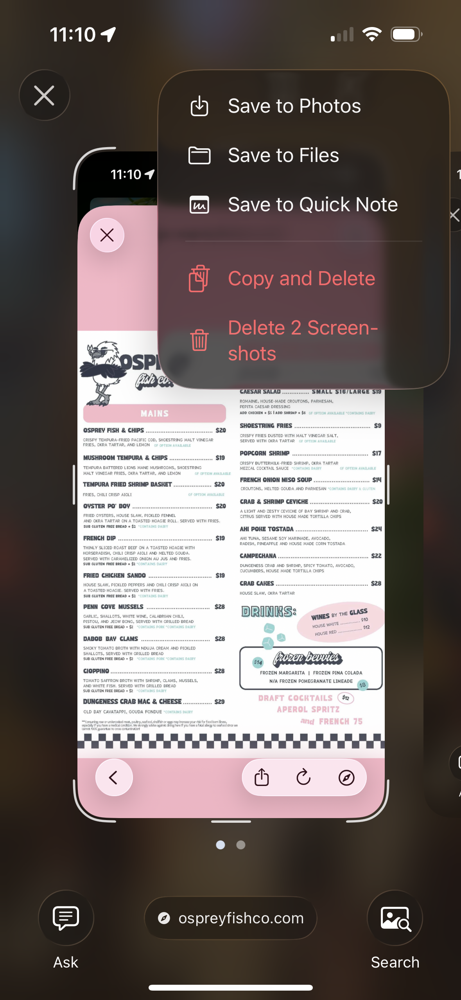 11:10
Save to Photos
Save to Files
Save to Quick Note
Copy and Delete
Delete 2 Screen-
shots
11:10
OSP
fish co.
MAINS
OSPREY FISH & CHIPS ........ $20
CRISPY TEMPURA-FRIED PACIFIC COD, SHOESTRING MALT VINEGAR
FRIES, OKRA TARTAR, AND LEMON GF OPTION AVAILABLE
MUSHROOM TEMPURA & CHIPS ........ $19
TEMPURA BATTERED LIONS MANE MUSHROOMS, SHOESTRING
MALT VINEGAR FRIES, OKRA TARTAR, AND LEMON GF OPTION AVAILABLE
TEMPURA FRIED SHRIMP BASKET ........ $20
FRIES, CHILI CRISP AIOLI GF OPTION AVAILABLE
OYSTER PO' BOY ........ $20
FRIED OYSTERS, HOUSE SLAW, PICKLED FENNEL
AND OKRA TARTAR ON A TOASTED HOAGIE ROLL. SERVED WITH FRIES.
SUB GLUTEN FREE BREAD + $2 *CONTAINS DAIRY
FRENCH DIP ........ $19
THINLY SLICED ROAST BEEF ON A TOASTED HOAGIE WITH
HORSERADISH, CHILI CRISP AIOLI AND MELTED GOUDA.
SERVED WITH CARAMELIZED ONION AU JUS AND FRIES.
SUB GLUTEN FREE BREAD + $2 *CONTAINS DAIRY
FRIED CHICKEN SANDO ........ $19
HOUSE SLAW, PICKLED PEPPERS AND CHILI CRISP AIOLI ON
A TOASTED HOAGIE. SERVED WITH FRIES.
SUB GLUTEN FREE BREAD + $2 *CONTAINS DAIRY
PENN COVE MUSSELS ........ $28
GARLIC, SHALLOTS, WHITE WINE, CALABRIAN CHILI,
PISTOU, AND JEOW BONG, SERVED WITH GRILLED BREAD
SUB GLUTEN FREE BREAD + $2 *CONTAINS PORK *CONTAINS DAIRY
DABOB BAY CLAMS ........ $28
SMOKY TOMATO BROTH WITH NDUJA CREAM AND PICKLED
SHALLOTS, SERVED WITH GRILLED BREAD
SUB GLUTEN FREE BREAD + $2 *CONTAINS PORK *CONTAINS DAIRY
CIOPPINO ........ $28
TOMATO SAFFRON BROTH WITH SHRIMP, CLAMS, MUSSELS,
AND WHITE FISH. SERVED WITH GRILLED BREAD
SUB GLUTEN FREE BREAD + $2 *CONTAINS DAIRY
DUNGENESS CRAB MAC & CHEESE ........ $29
OLD BAY CAVATAPPI, GOUDA FONDUE *CONTAINS DAIRY
***Consuming raw or undercooked meat, poultry, seafood, shellfish or eggs may increase your risk for food born illness,
especially if you have a medical condition. We strongly advise against dining here if you have a fatal allergy to seafood since we
cannot 100% guarantee no cross contamination!
CAESAR SALAD ........ SMALL $16/LARGE $19
ROMAINE, HOUSE-MADE CROUTONS, PARMESAN,
PEPITA CAESAR DRESSING
ADD CHICKEN + $5 | ADD SHRIMP + $6 GF OPTION AVAILABLE *CONTAINS DAIRY
SHOESTRING FRIES ........ $9
CRISPY FRIES DUSTED WITH MALT VINEGAR SALT,
SERVED WITH OKRA TARTAR GF OPTION AVAILABLE
POPCORN SHRIMP ........ $17
CRISPY BUTTERMILK-FRIED SHRIMP, OKRA TARTAR
MEZCAL COCKTAIL SAUCE *CONTAINS DAIRY GF OPTION AVAILABLE
FRENCH ONION MISO SOUP ........ $14
CROUTONS, MELTED GOUDA AND PARMESAN *CONTAINS DAIRY & GLUTEN
CRAB & SHRIMP CEVICHE ........ $20
A LIGHT AND ZESTY CEVICHE OF BAY SHRIMP AND CRAB,
CITRUS SERVED WITH HOUSE MADE TORTILLA CHIPS
AHI POKE TOSTADA ........ $24
AHI TUNA, SESAME SOY MARINADE, AVOCADO,
RADISH, PINEAPPLE AND HOUSE MADE CORN TOSTADA
CAMPECHANA ........ $22
DUNGENESS CRAB AND SHRIMP, SPICY TOMATO, AVOCADO,
CUCUMBERS, HOUSE MADE TORTILLA CHIPS
CRAB CAKES ........ $28
HOUSE SLAW, OKRA TARTAR
DRINKS:
WINES BY THE GLASS
HOUSE WHITE ........ $10
HOUSE RED ........ $12
$14 frozen bevvies
FROZEN MARGARITA | FROZEN PINA COLADA
N/A FROZEN POMEGRANATE LIMEADE $8
DRAFT COCKTAILS $12
APEROL SPRITZ
and FRENCH 75
ospreyfishco.com
Ask
Search